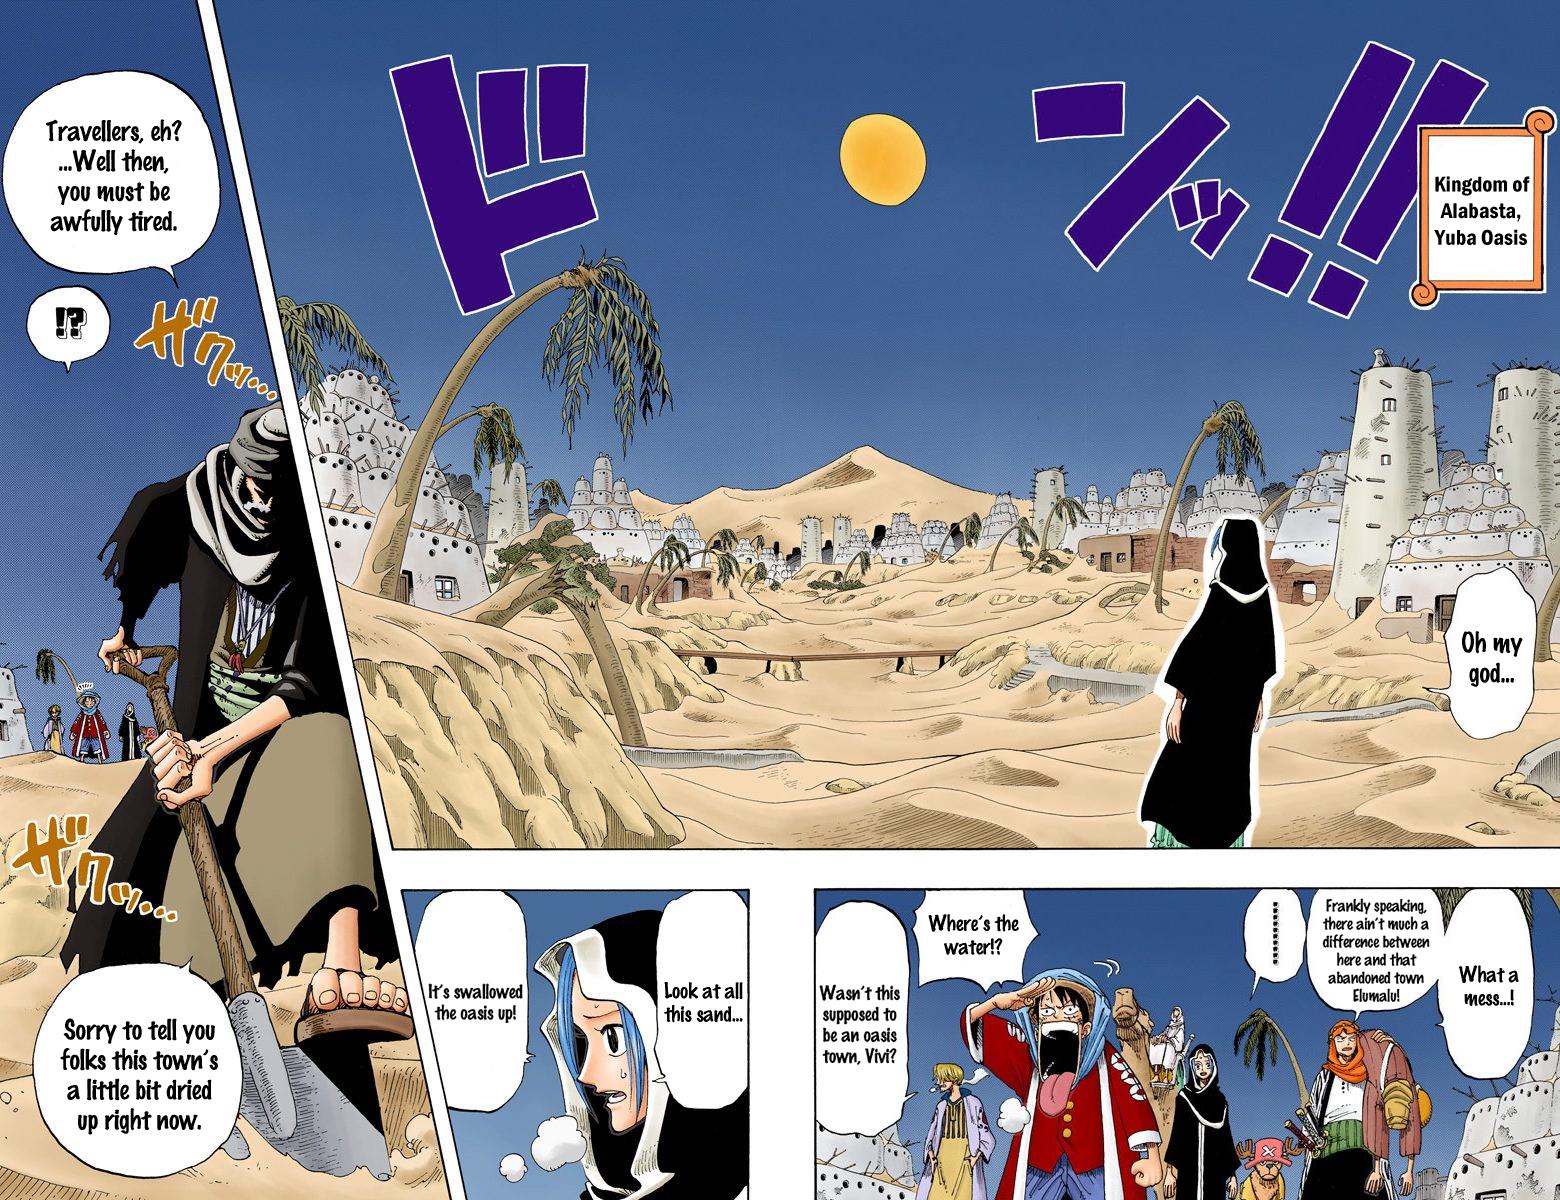 Kingdom of
Alabasta,
Yuba Oasis
ドンッ!!
Oh my
god...
What a
mess...!
Frankly speaking,
there ain't much a
difference between
here and that
abandoned town
Elumalu!
.........
Where's the
water!?
Wasn't this
supposed to
be an oasis
town, Vivi?
Look at all
this sand...
It's swallowed
the oasis up!
Travellers, eh?
...Well then,
you must be
awfully tired.
!?
ザクッ...
ザクッ...
Sorry to tell you
folks this town's
a little bit dried
up right now.